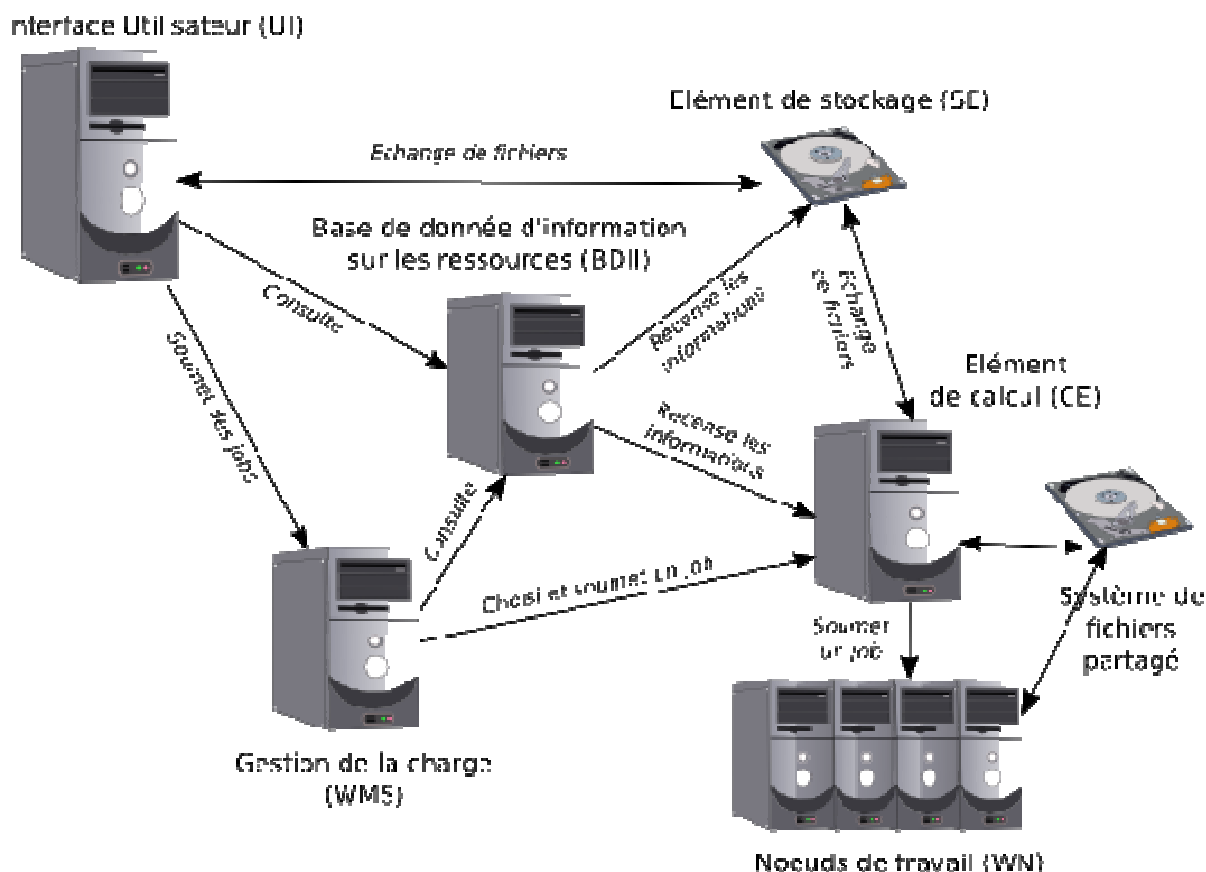 nterface Utilisateur (UI)
Elément de stockage (SE)
Echange de fichiers
Base de donnée d'information
sur les ressources (BDII)
Consulte
Recense les
informations
Echange
de fichiers
Soumet des jobs
Elément
de calcul (CE)
Recense les
informations
Consulte
Choisi et soumet un job
Soumet
un job
Système de
fichiers
partagé
Gestion de la charge
(WMS)
Noeuds de travail (WN)